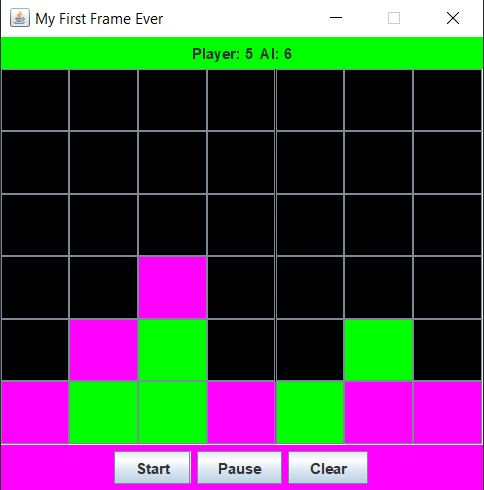 My First Frame Ever
Player: 5 AI: 6
Start Pause Clear